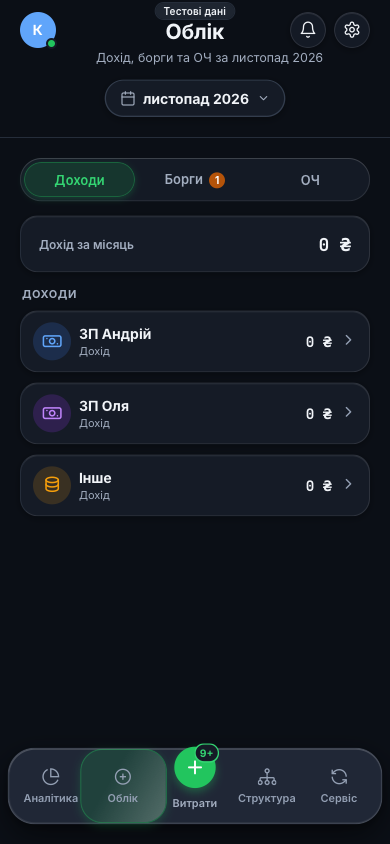 Тестові дані
К
Облік
Дохід, борги та ОЧ за листопад 2026
листопад 2026
Доходи
Борги 1
ОЧ
Дохід за місяць
0 ₴
ДОХОДИ
ЗП Андрій
Дохід
0 ₴
ЗП Оля
Дохід
0 ₴
Інше
Дохід
0 ₴
9+
Аналітика
Облік
Витрати
Структура
Сервіс